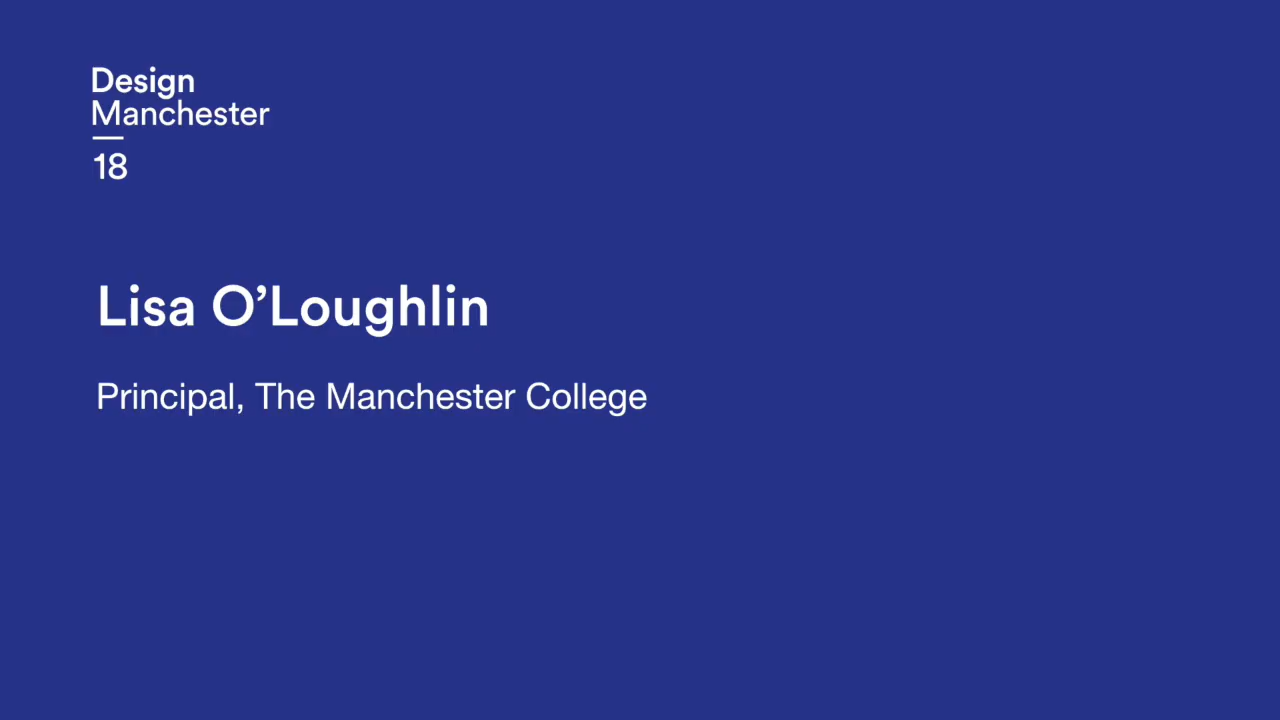 Design
Manchester
18
Lisa O’Loughlin
Principal, The Manchester College